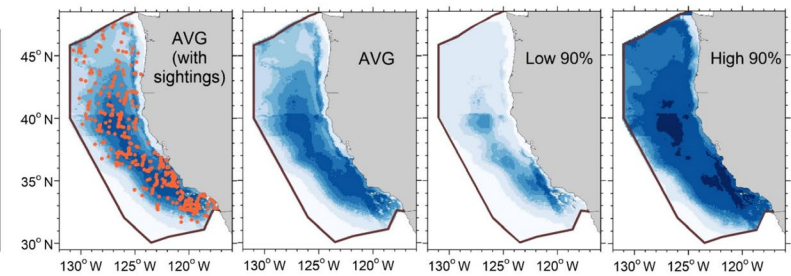 AVG
(with
sightings)
AVG
Low 90%
High 90%
45° N
40° N
35° N
30° N
130° W 125° W 120° W
130° W 125° W 120° W
130° W 125° W 120° W
130° W 125° W 120° W